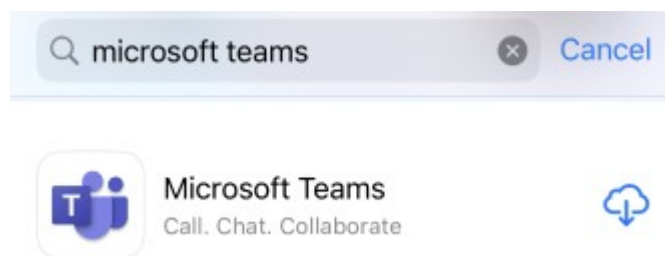 microsoft teams
Cancel
T
Microsoft Teams
Call. Chat. Collaborate